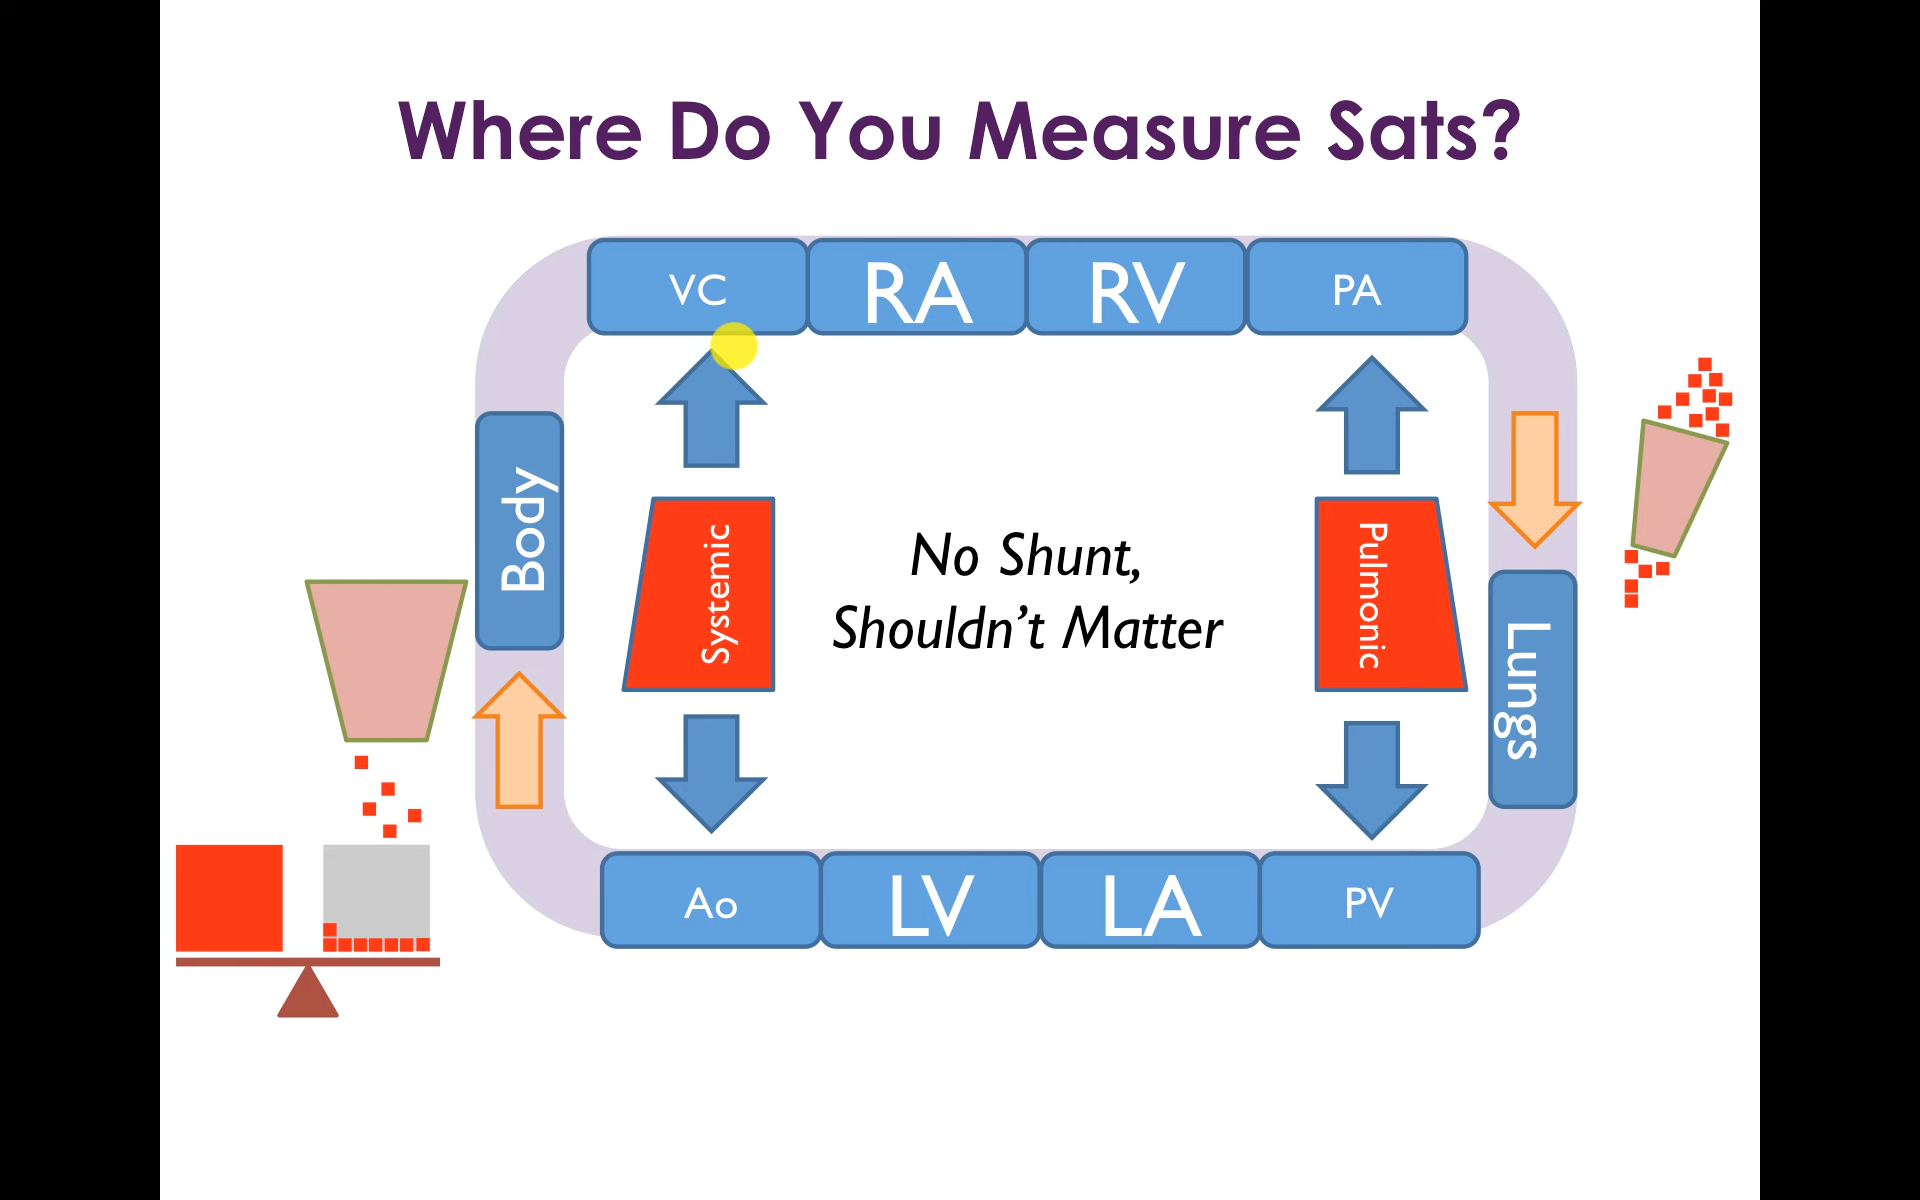 Where Do You Measure Sats?
VC
RA
RV
PA
Body
Systemic
No Shunt,
Shouldn't Matter
Pulmonic
Lungs
Ao
LV
LA
PV